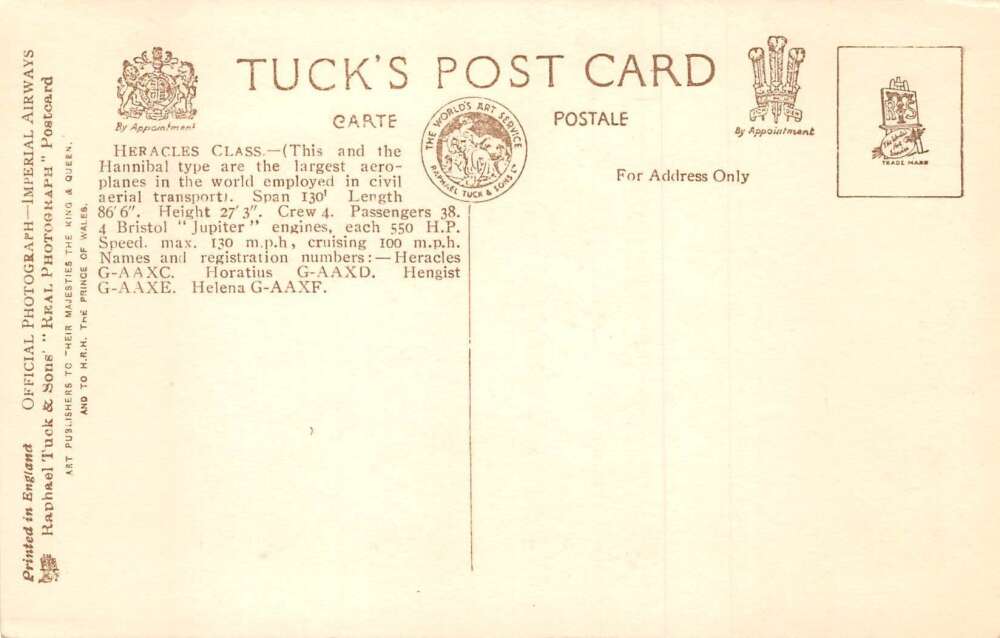 TUCK'S POST CARD
By Appointment
CARTE
POSTALE
THE WORLD'S ART SERVICE
RAPHAEL TUCK & SONS LD
By Appointment
TRADE MARK
For Address Only
HERACLES CLASS.—(This and the
Hannibal type are the largest aero-
planes in the world employed in civil
aerial transport). Span 130' Length
86'6". Height 27'3". Crew 4. Passengers 38.
4 Bristol "Jupiter" engines, each 550 H.P.
Speed. max. 130 m.p.h, cruising 100 m.p.h.
Names and registration numbers:—Heracles
G-AAXC. Horatius G-AAXD. Hengist
G-AAXE. Helena G-AAXF.
Printed in England OFFICIAL PHOTOGRAPH—IMPERIAL AIRWAYS
Raphael Tuck & Sons' "REAL PHOTOGRAPH" Postcard
ART PUBLISHERS TO THEIR MAJESTIES THE KING & QUEEN.
AND TO H.R.H. THE PRINCE OF WALES.